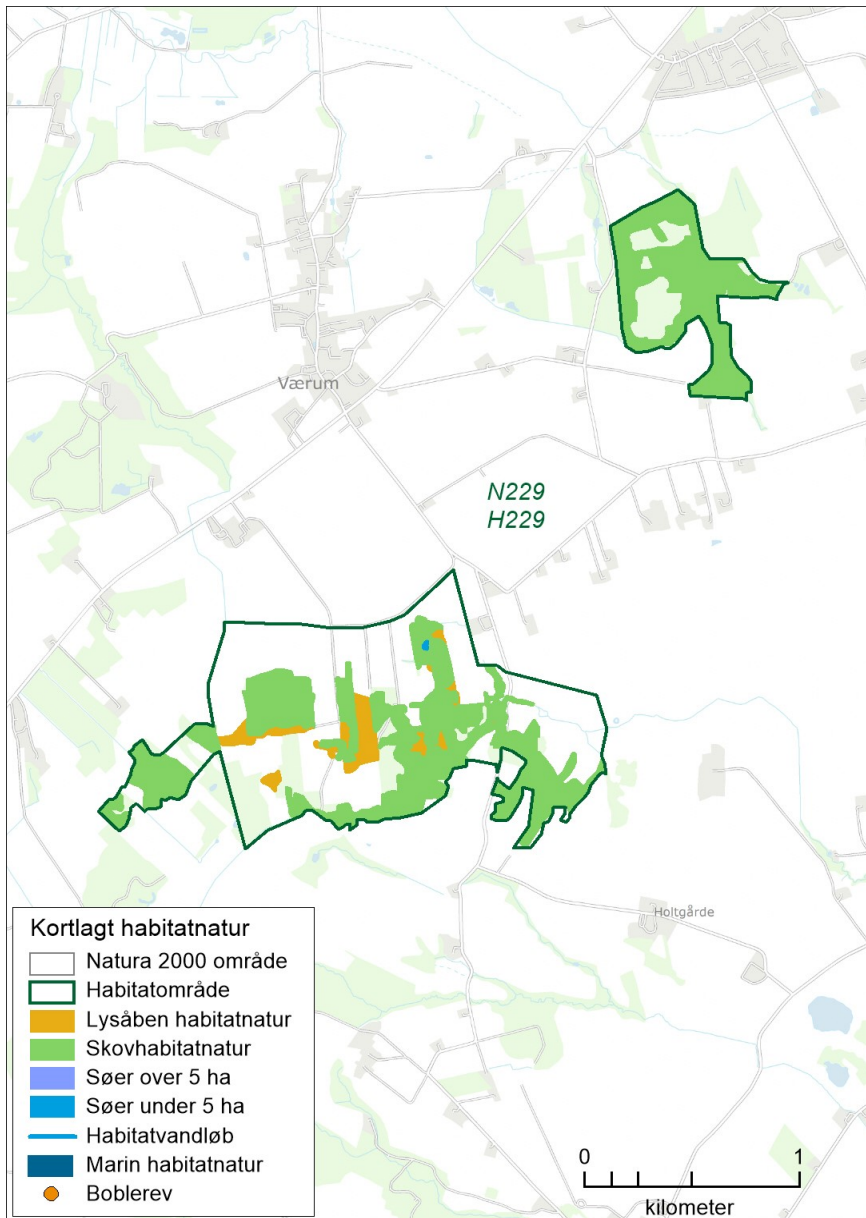 Værum
N229
H229
Holtgårde
Kortlagt habitatnatur
Natura 2000 område
Habitatområde
Lysåben habitatnatur
Skovhabitatnatur
Søer over 5 ha
Søer under 5 ha
Habitatvandløb
Marin habitatnatur
Boblerev
0 1
kilometer